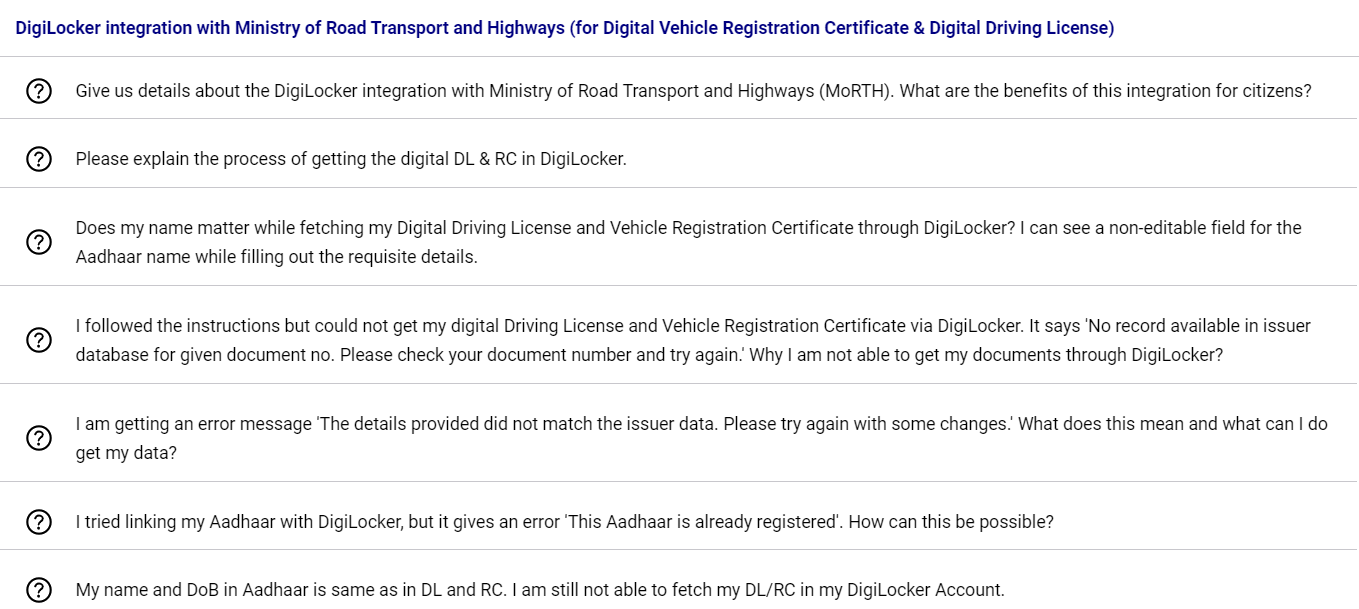 DigiLocker integration with Ministry of Road Transport and Highways (for Digital Vehicle Registration Certificate & Digital Driving License)
Give us details about the DigiLocker integration with Ministry of Road Transport and Highways (MoRTH). What are the benefits of this integration for citizens?
Please explain the process of getting the digital DL & RC in DigiLocker.
Does my name matter while fetching my Digital Driving License and Vehicle Registration Certificate through DigiLocker? I can see a non-editable field for the
Aadhaar name while filling out the requisite details.
I followed the instructions but could not get my digital Driving License and Vehicle Registration Certificate via DigiLocker. It says 'No record available in issuer
database for given document no. Please check your document number and try again.' Why I am not able to get my documents through DigiLocker?
I am getting an error message 'The details provided did not match the issuer data. Please try again with some changes.' What does this mean and what can I do
get my data?
I tried linking my Aadhaar with DigiLocker, but it gives an error 'This Aadhaar is already registered'. How can this be possible?
My name and DoB in Aadhaar is same as in DL and RC. I am still not able to fetch my DL/RC in my DigiLocker Account.